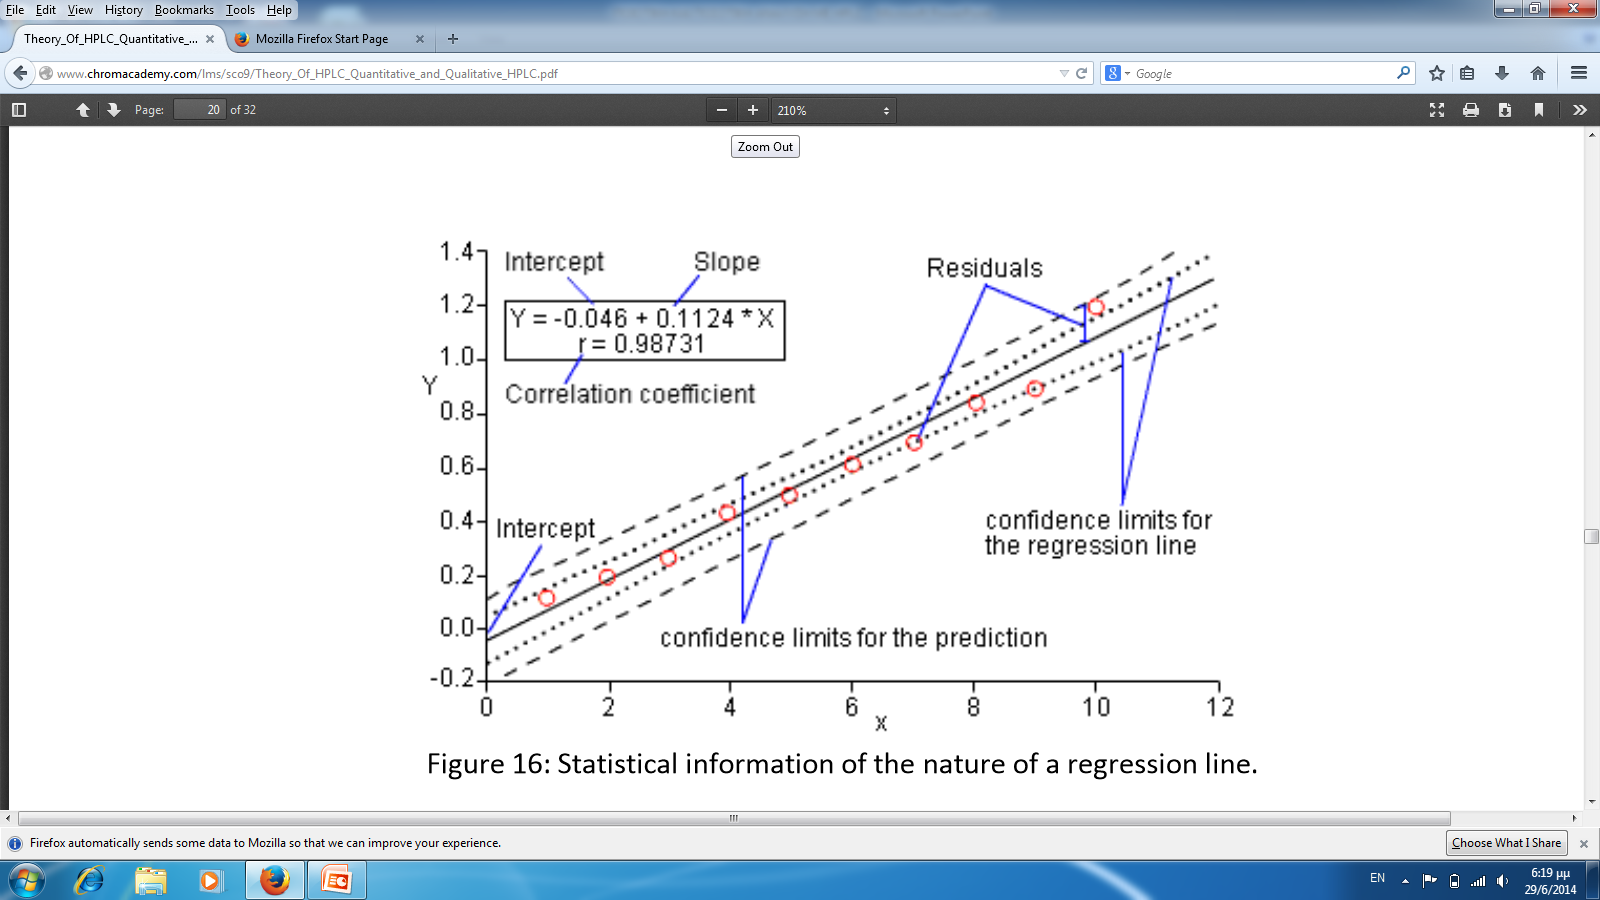 File Edit View History Bookmarks Tools Help
Theory_Of_HPLC_Quantitative_... Mozilla Firefox Start Page
www.chromacademy.com/lms/sco9/Theory_Of_HPLC_Quantitative_and_Qualitative_HPLC.pdf
Google
Page: 20 of 32
210%
Zoom Out
1.4
1.2
1.0
0.8
0.6
0.4
0.2
0.0
-0.2
Y
Intercept
Slope
Y = -0.046 + 0.1124 * X
r = 0.98731
Correlation coefficient
Residuals
Intercept
confidence limits for
the regression line
confidence limits for the prediction
0 2 4 6 8 10 12
X
Figure 16: Statistical information of the nature of a regression line.
Firefox automatically sends some data to Mozilla so that we can improve your experience.
Choose What I Share
EN
6:19 μμ
29/6/2014